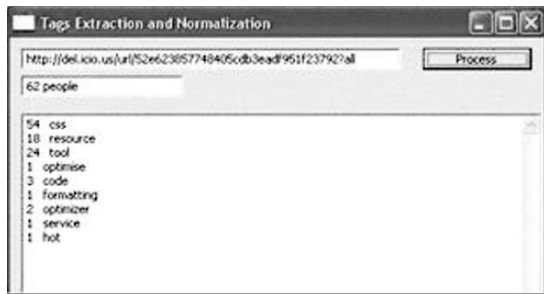 Tags Extraction and Normalization
http://del.icio.us/url/52e623857748405cdb3eadf951f23792?all
Process
62 people
54 css
18 resource
24 tool
1 optimise
3 code
1 formatting
2 optimizer
1 service
1 hot